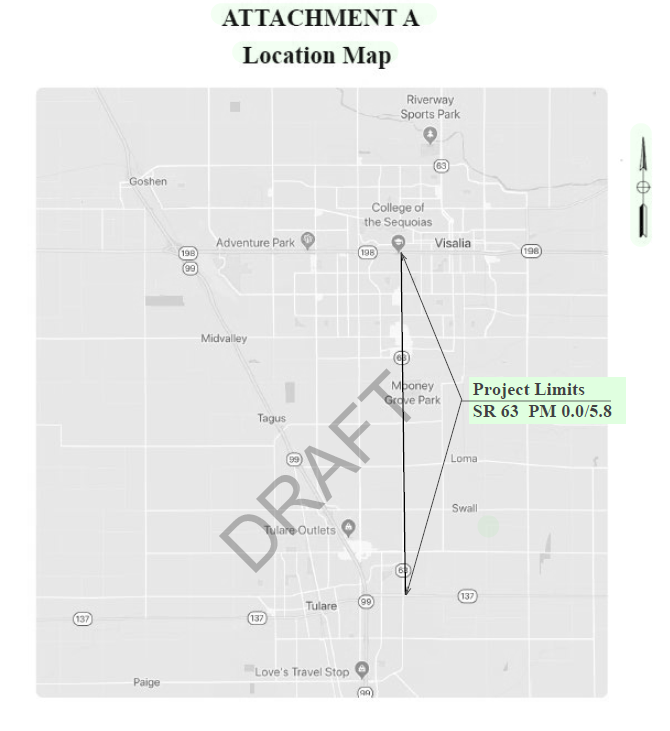 ATTACHMENT A
Location Map
Riverway
Sports Park
63
Goshen
College of
the Sequoias
Adventure Park
Visalia
198
198
198
99
Midvalley
63
Mooney
Grove Park
Project Limits
SR 63 PM 0.0/5.8
Tagus
99
Loma
Swall
DRAFT
Tulare Outlets
63
137
99
Tulare
137
137
Love's Travel Stop
Paige
99